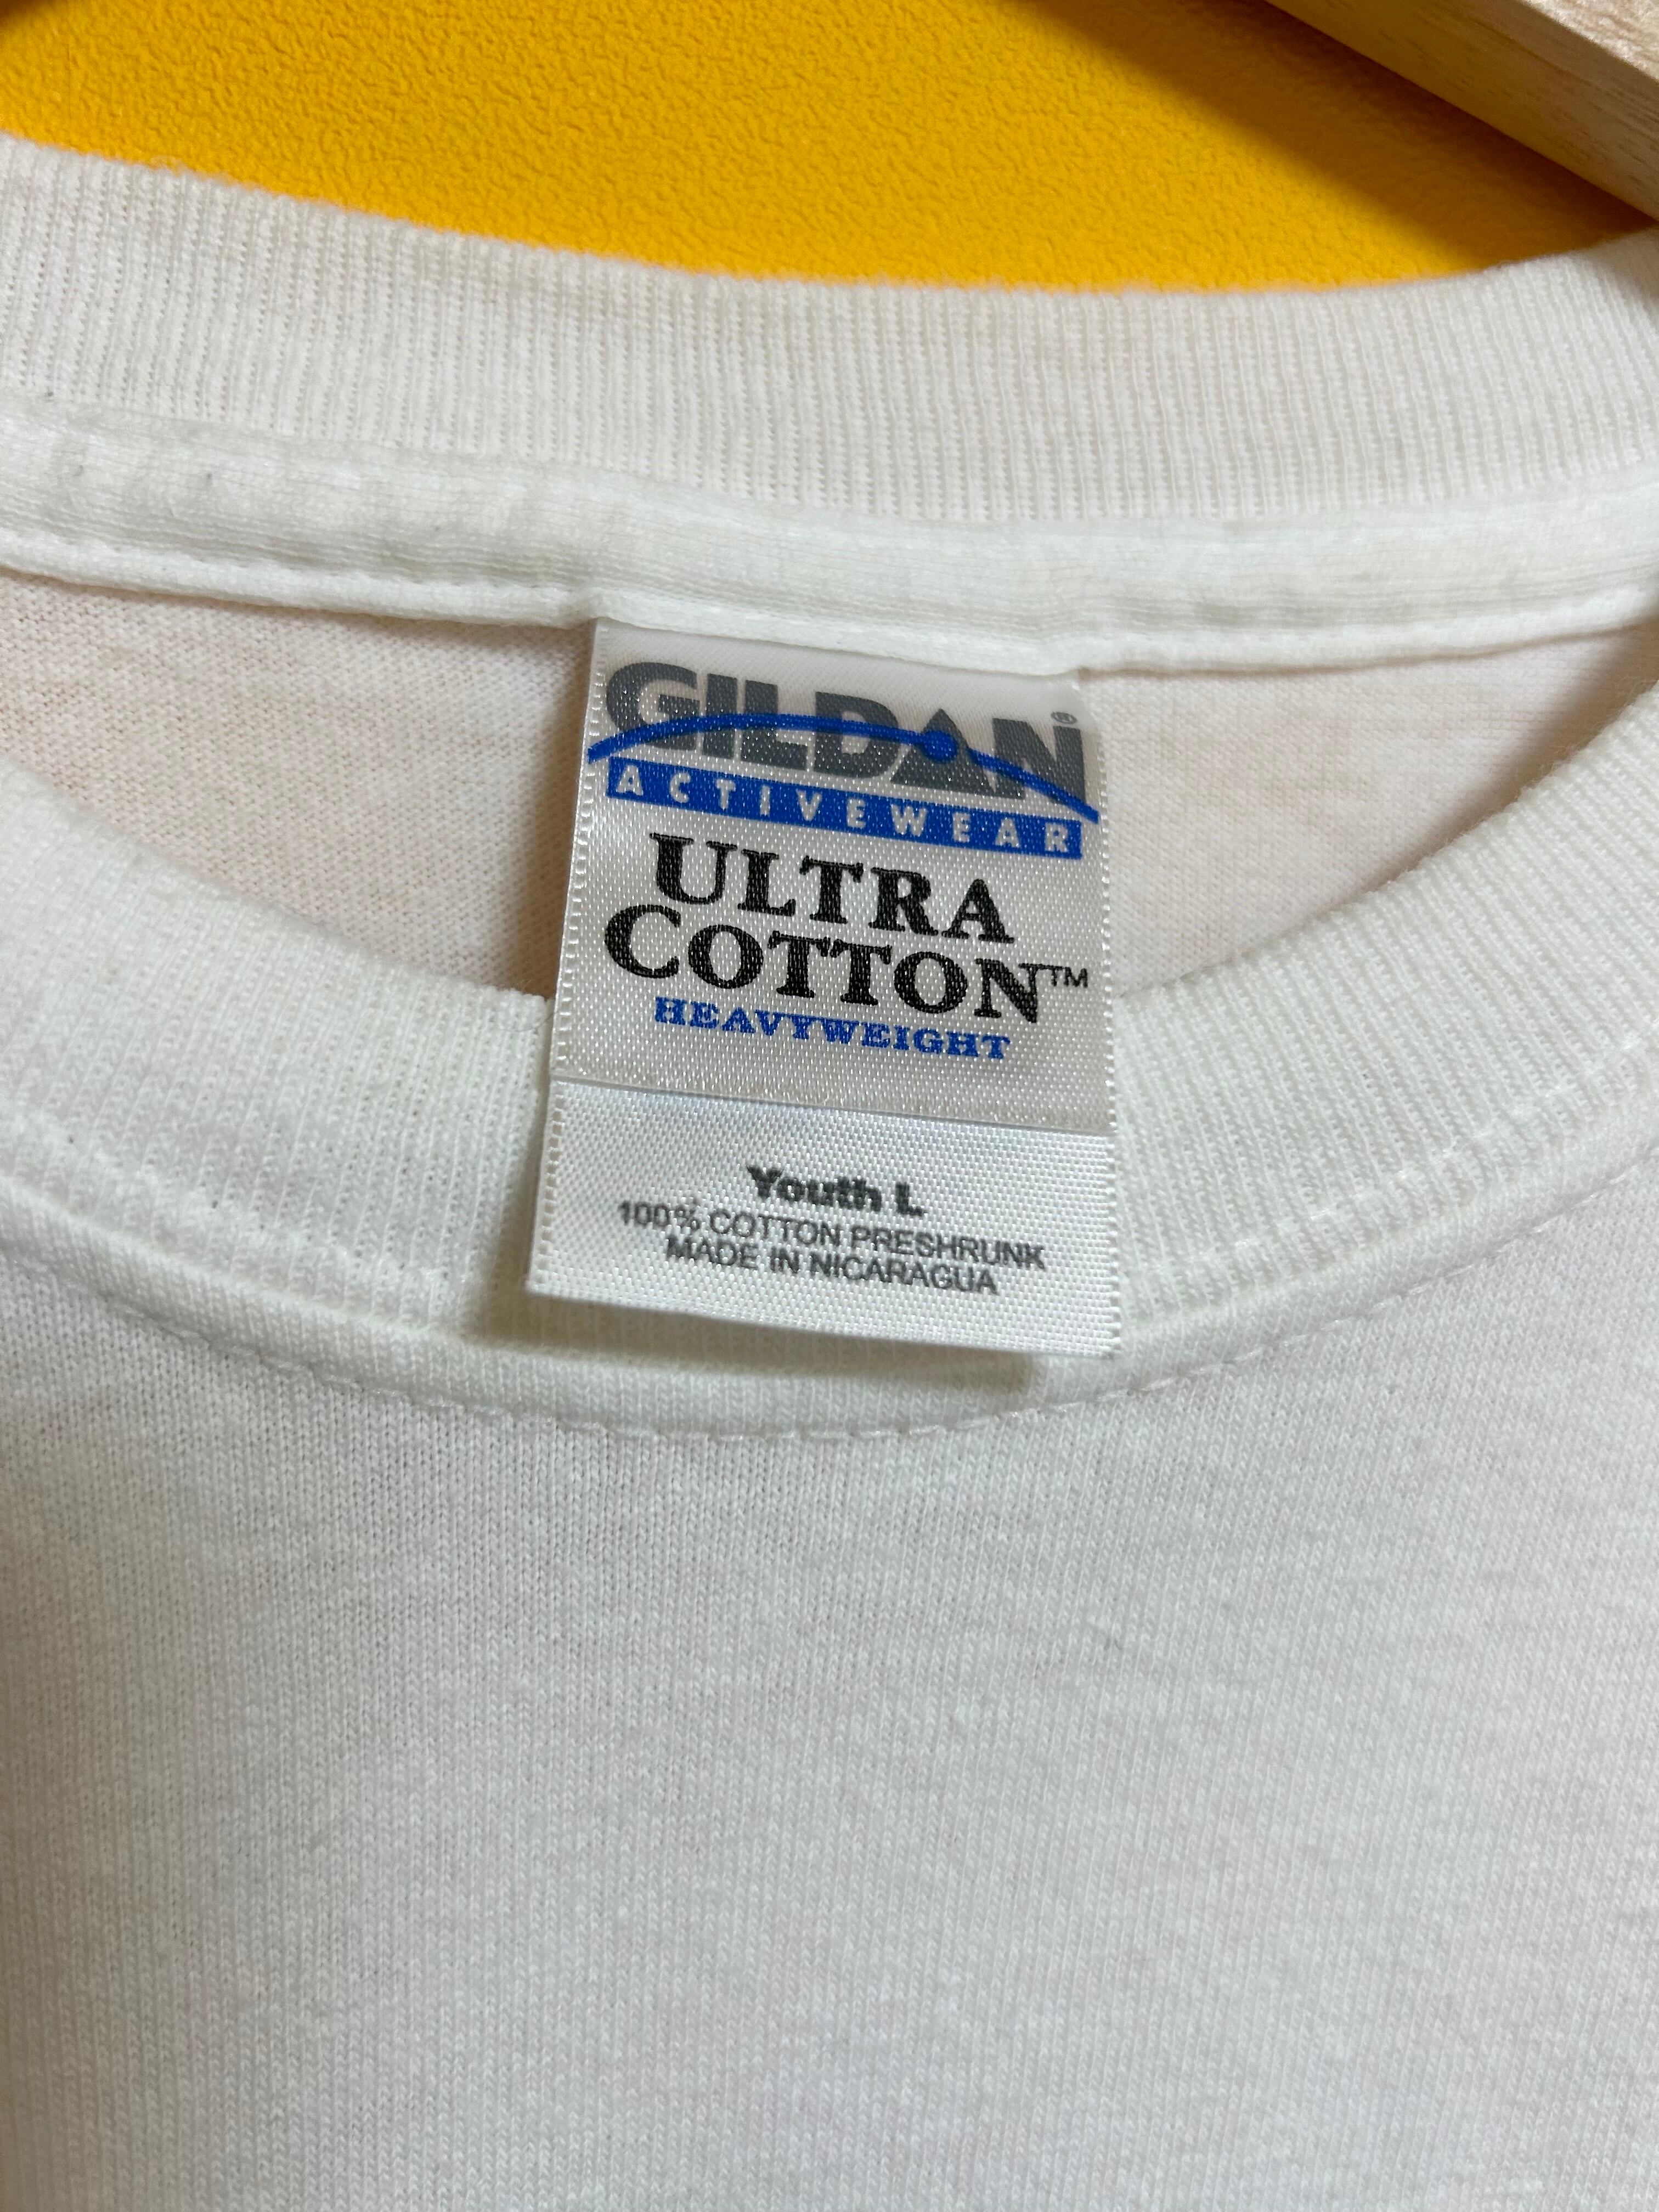 GILDAN®
ACTIVEWEAR
ULTRA
COTTON™
HEAVYWEIGHT
Youth L
100% COTTON PRESHRUNK
MADE IN NICARAGUA